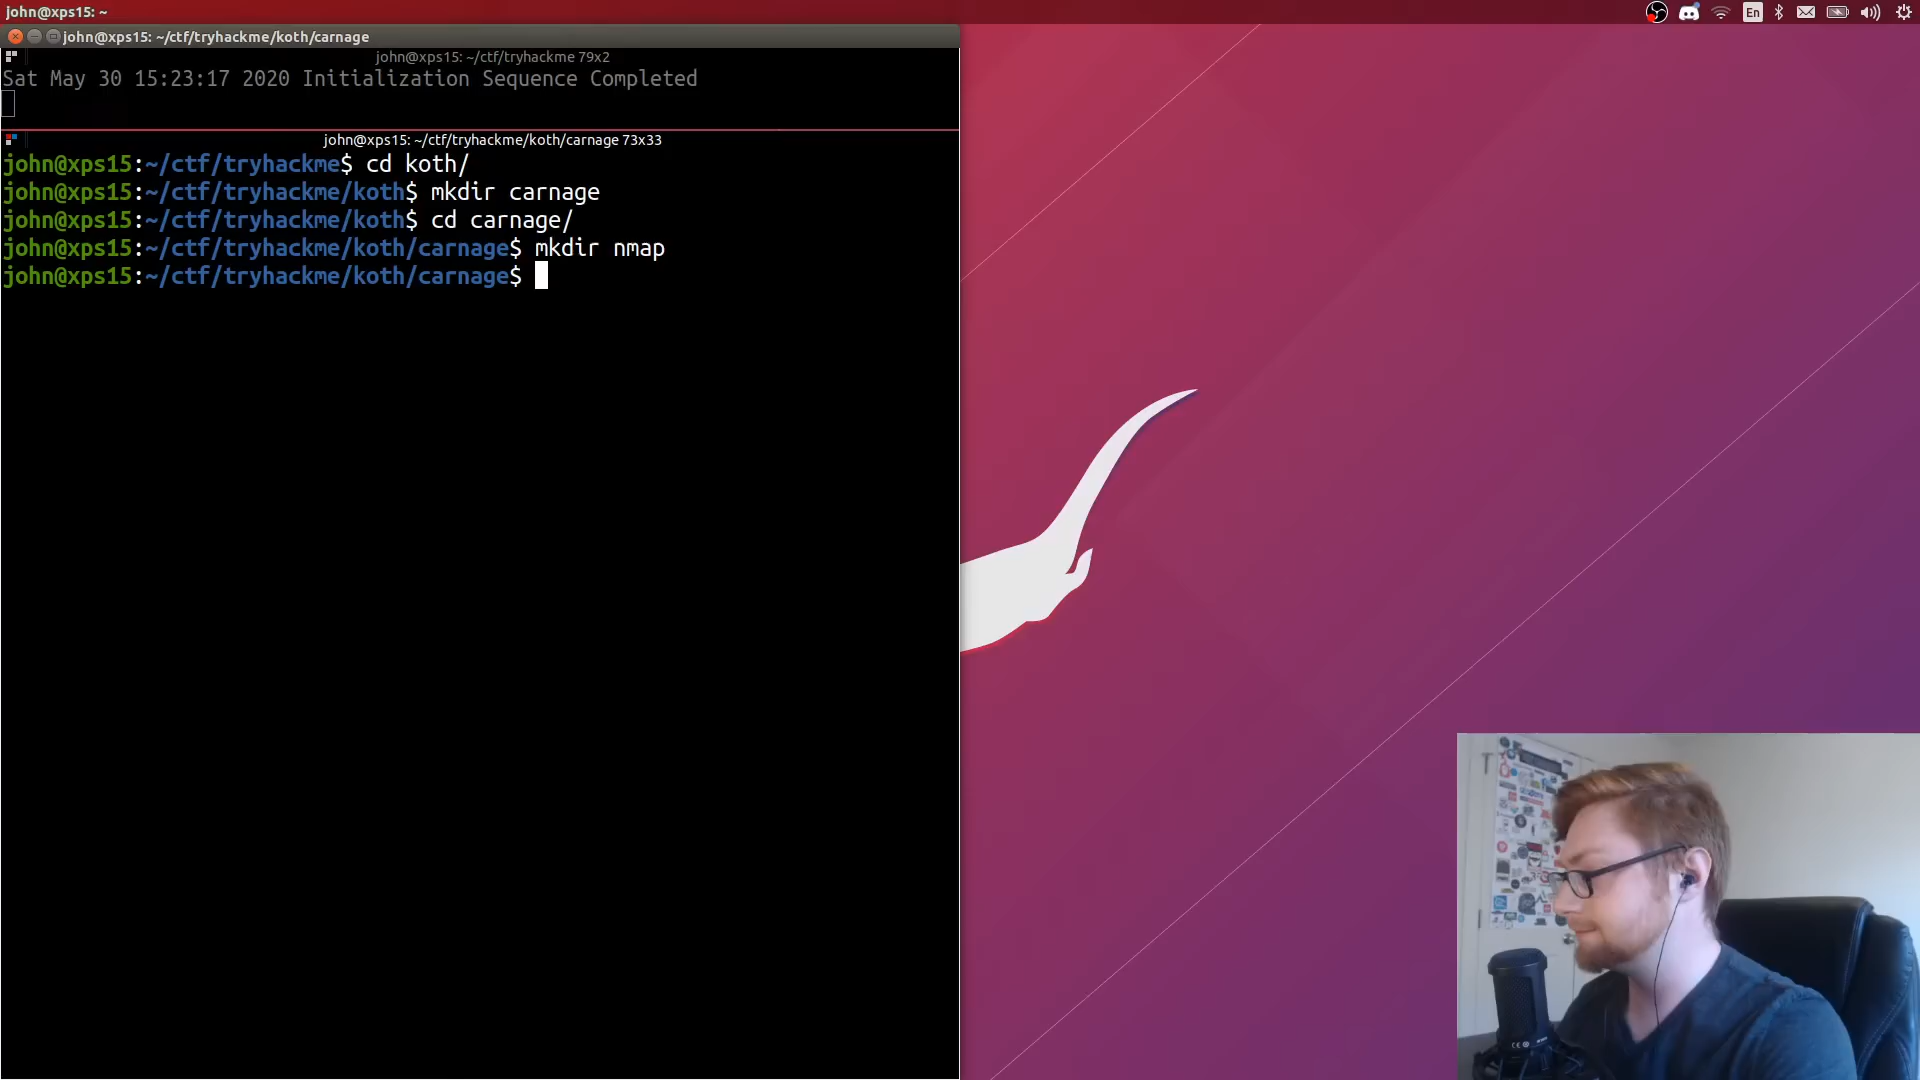 john@xps15: ~
En
john@xps15: ~/ctf/tryhackme/koth/carnage
john@xps15: ~/ctf/tryhackme 79x2
Sat May 30 15:23:17 2020 Initialization Sequence Completed
john@xps15: ~/ctf/tryhackme/koth/carnage 73x33
john@xps15:~/ctf/tryhackme$ cd koth/
john@xps15:~/ctf/tryhackme/koth$ mkdir carnage
john@xps15:~/ctf/tryhackme/koth$ cd carnage/
john@xps15:~/ctf/tryhackme/koth/carnage$ mkdir nmap
john@xps15:~/ctf/tryhackme/koth/carnage$